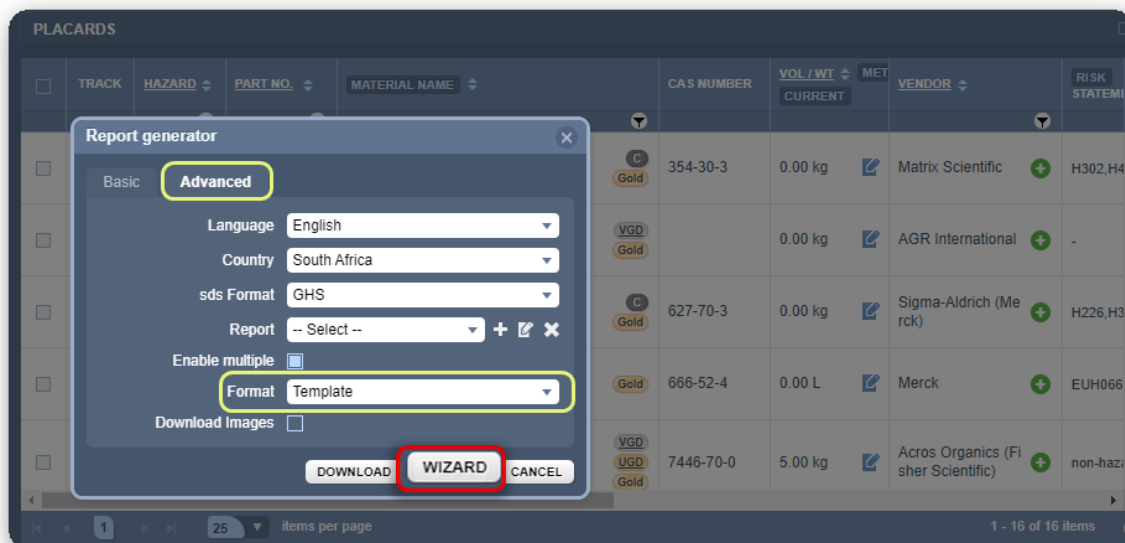 PLACARDS
TRACK HAZARD PART NO. MATERIAL NAME CAS NUMBER VOL / WT MET VENDOR RISK
CURRENT STATEM
Report generator
Basic Advanced
Language English
Country South Africa
sds Format GHS
Report -- Select --
Enable multiple
Format Template
Download Images
DOWNLOAD WIZARD CANCEL
C
Gold 354-30-3 0.00 kg Matrix Scientific H302,H4
VGD
Gold 0.00 kg AGR International -
C
Gold 627-70-3 0.00 kg Sigma-Aldrich (Me
rck) H226,H3
Gold 666-52-4 0.00 L Merck EUH066
VGD
UGD
Gold 7446-70-0 5.00 kg Acros Organics (Fi
sher Scientific) non-haza
1 25 items per page 1 - 16 of 16 items